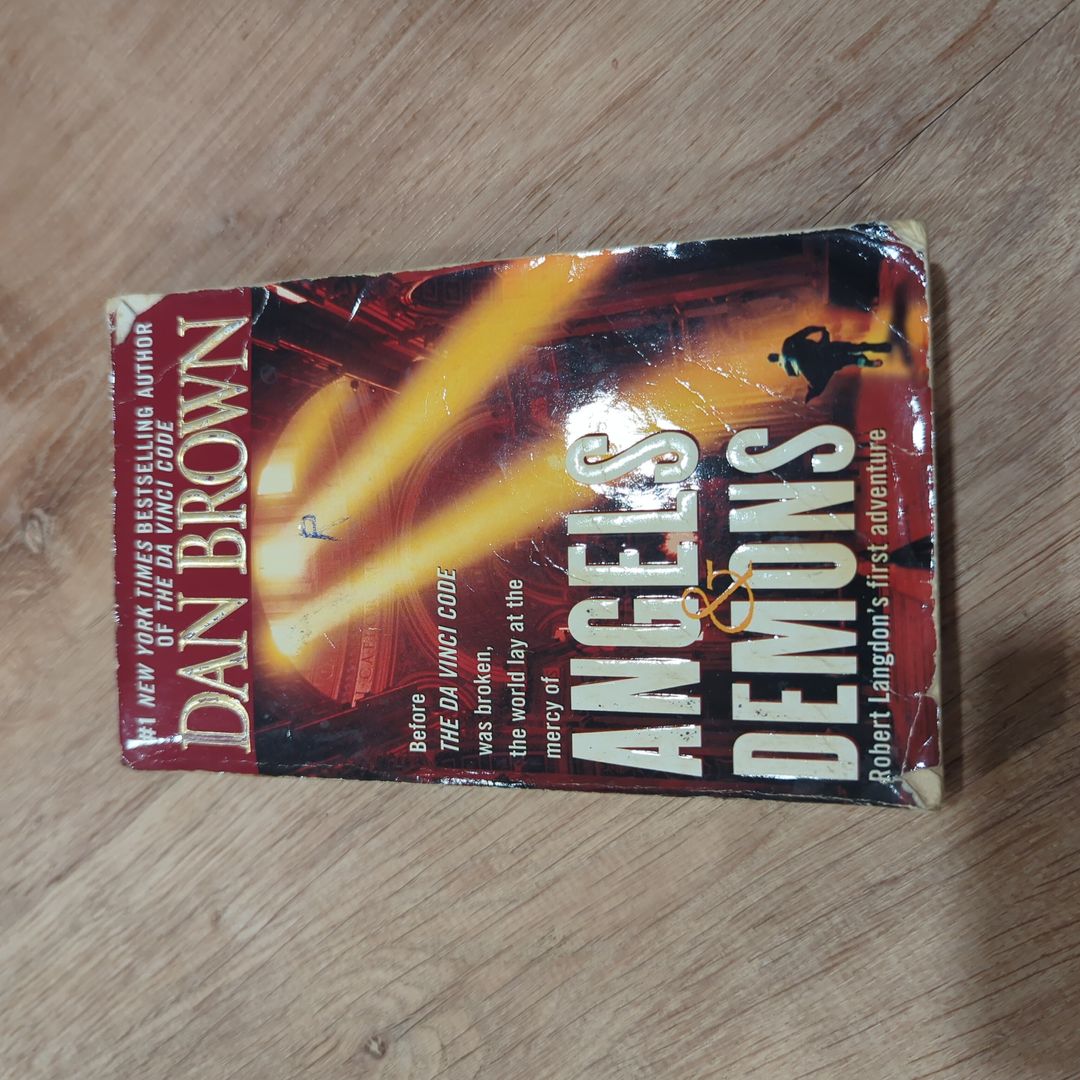 #1 NEW YORK TIMES BESTSELLING AUTHOR
OF THE DA VINCI CODE
DAN BROWN
P
Before
THE DA VINCI CODE
was broken,
the world lay at the
mercy of
ANGELS
&
DEMONS
Robert Langdon's first adventure